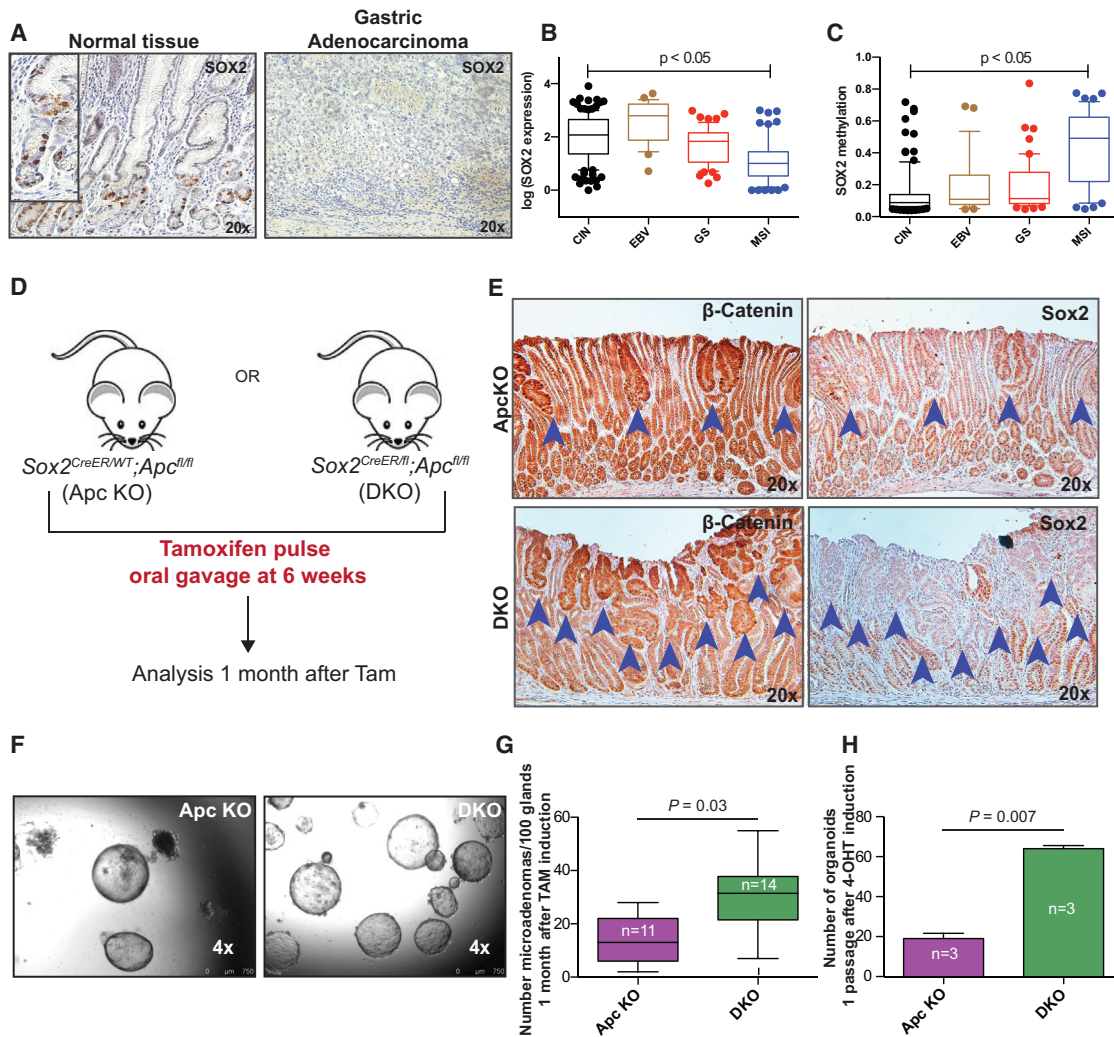 A
Normal tissue
Gastric
Adenocarcinoma
SOX2
20x
SOX2
20x
B
p < 0.05
log (SOX2 expression)
4
2
0
CIN
EBV
GS
MSI
C
p < 0.05
SOX2 methylation
1.0
0.8
0.6
0.4
0.2
0.0
CIN
EBV
GS
MSI
D
OR
Sox2CreER/WT;Apcfl/fl
(Apc KO)
Sox2CreER/fl;Apcfl/fl
(DKO)
Tamoxifen pulse
oral gavage at 6 weeks
Analysis 1 month after Tam
E
ApcKO
β-Catenin
20x
Sox2
20x
DKO
β-Catenin
20x
Sox2
20x
F
Apc KO
4x
0 µm 750
DKO
4x
0 µm 750
G
Number microadenomas/100 glands
1 month after TAM induction
P = 0.03
60
40
20
0
n=11
n=14
Apc KO
DKO
H
Number of organoids
1 passage after 4-OHT induction
P = 0.007
80
60
40
20
0
n=3
n=3
Apc KO
DKO